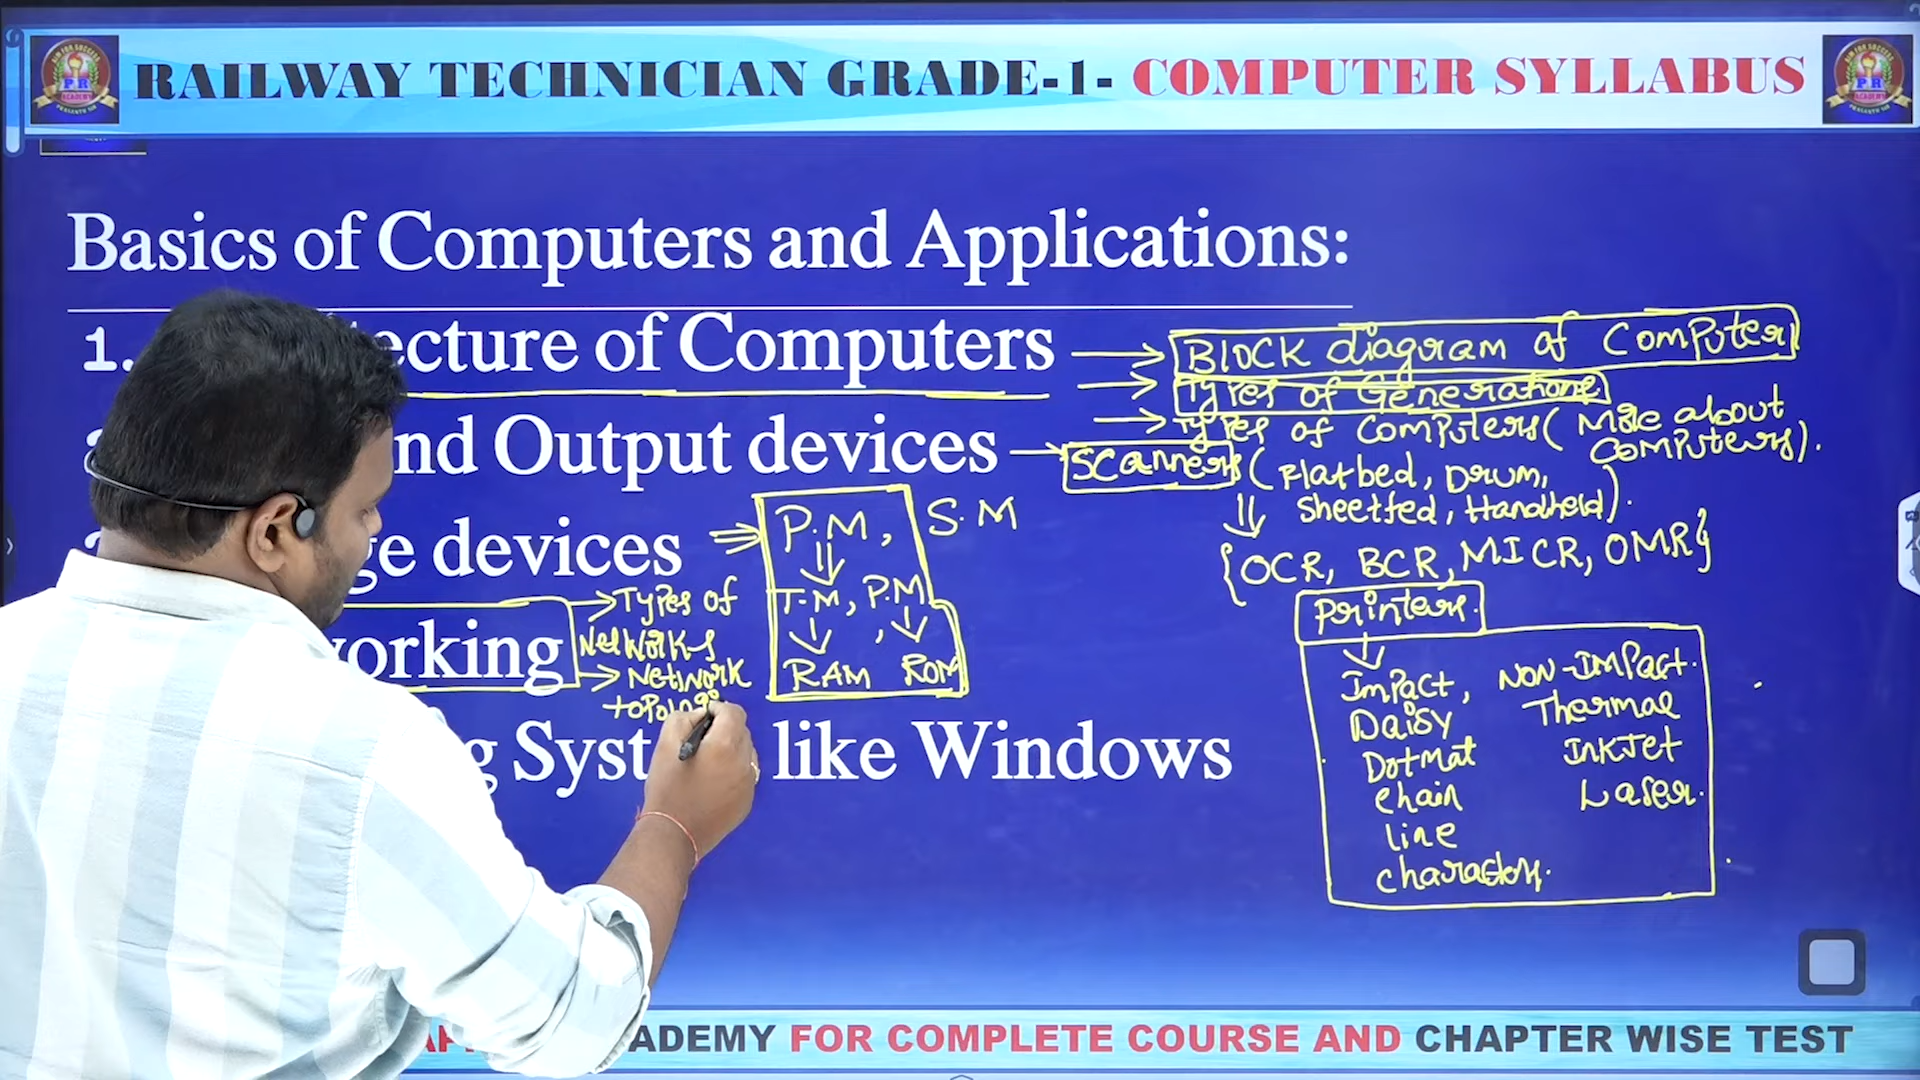 RAILWAY TECHNICIAN GRADE-1- COMPUTER SYLLABUS
Basics of Computers and Applications:
1. ecture of Computers
→ BLOCK diagram of Computer
→ Types of Generations
→ Types of Computers (More about Computers).
nd Output devices → Scanners (Flatbed, Drum,
Sheetfed, Handheld).
{OCR, BCR, MICR, OMR}
ge devices ⇒ P.M, S.M
T.M, P.M
RAM, ROM
orking → Types of
Networks
→ Network
g Syst like Windows
Printers.
Impact, NON-IMPact.
Daisy Thermal
Dotmat InkJet
chain Laser.
line
characters.
ADEMY FOR COMPLETE COURSE AND CHAPTER WISE TEST